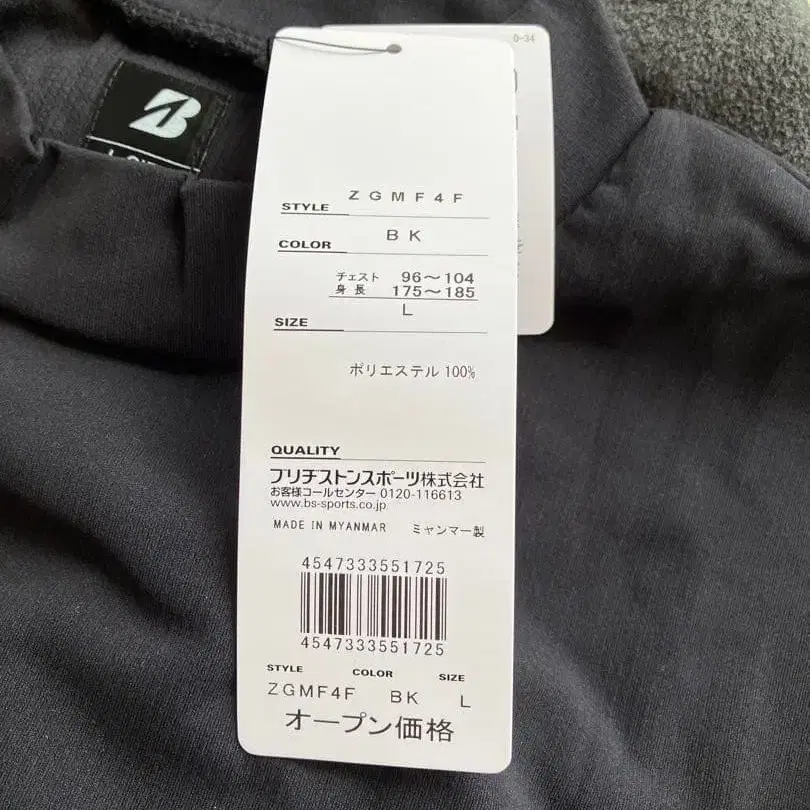 0-34
STYLE ZGMF4F
COLOR BK
チェスト 96～104
身長 175～185
SIZE L
ポリエステル 100%
QUALITY
ブリヂストンスポーツ株式会社
お客様コールセンター 0120-116613
www.bs-sports.co.jp
MADE IN MYANMAR ミャンマー製
4547333551725
4547333551725
STYLE COLOR SIZE
ZGMF4F BK L
オープン価格